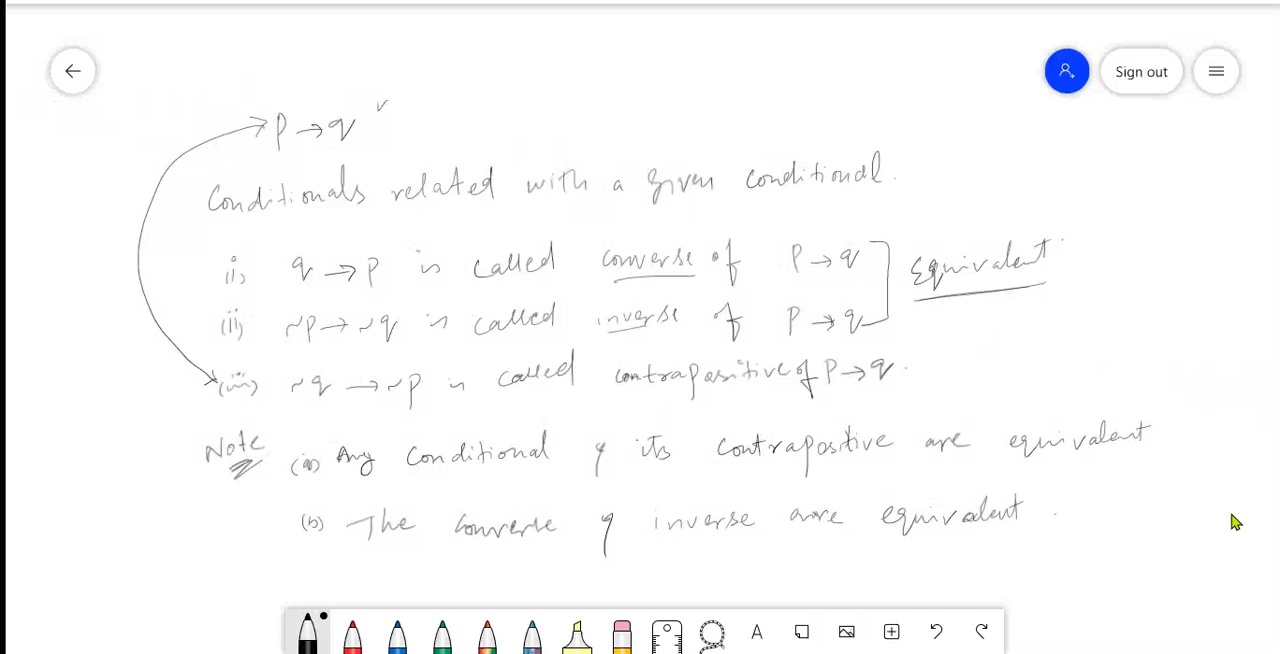 Sign out
P → q
Conditionals related with a given conditional.
(i) q → p is called converse of P → q
Equivalent
(ii) ~p → ~q is called inverse of P → q
(iii) ~q → ~p is called contrapositive of P → q.
Note (a) Any conditional & its contrapositive are equivalent
(b) The converse & inverse are equivalent.
A